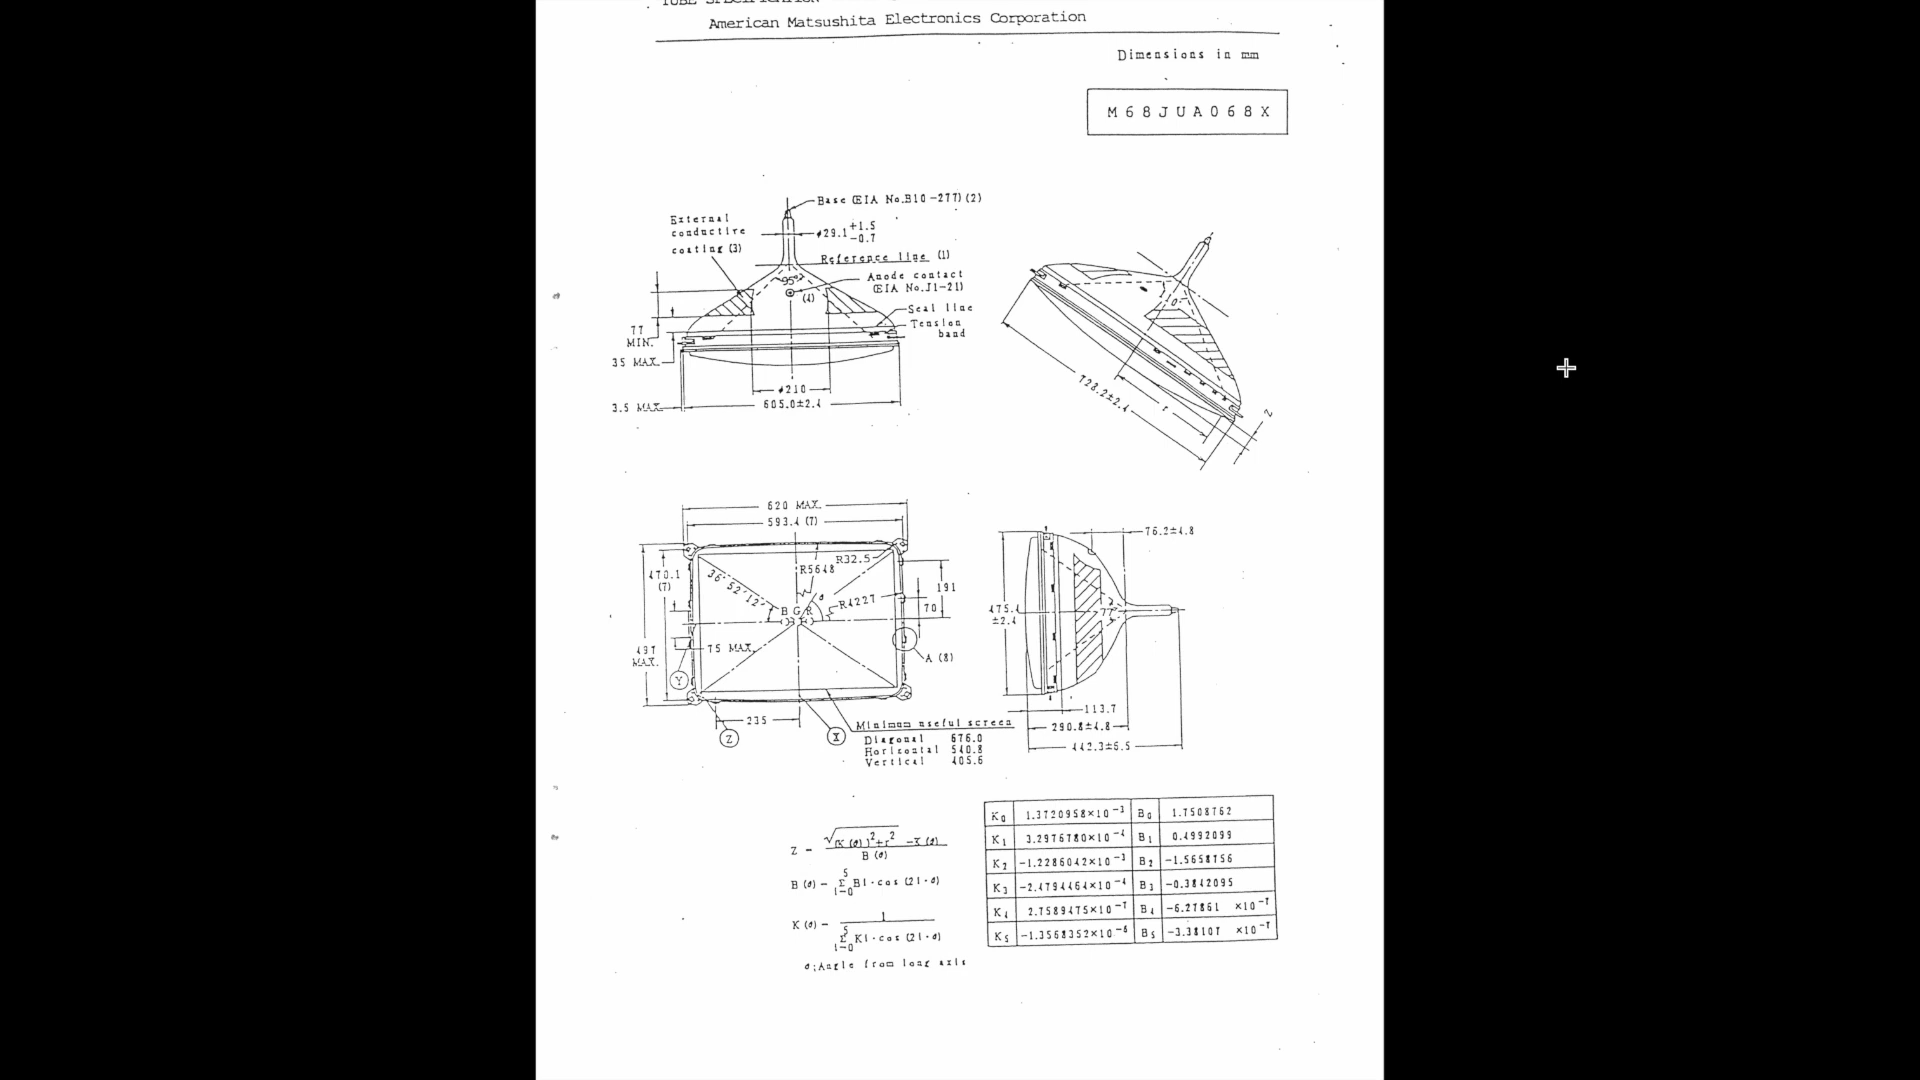 TUBE SPECIFICATION
American Matsushita Electronics Corporation
Dimensions in mm
M68JUA068X
Base (EIA No.B10-277) (2)
External
conductive
coating (3)
φ29.1 +1.5 -0.7
Reference line (1)
Anode contact
(EIA No.J1-21)
95°
(4)
Seal line
Tension
band
77
MIN.
35 MAX.
φ210
3.5 MAX.
605.0±2.4
728.2±2.4
r
Z
620 MAX.
593.4 (7)
76.2±4.8
R32.5
R5648
470.1
(7)
36°52'12"
191
R4227
B G R
70
475.4
±2.4
77°
497
MAX.
75 MAX.
A (8)
Y
113.7
235
Minimum useful screen
290.8±4.8
Z
X
Diagonal 676.0
Horizontal 540.8
Vertical 405.6
442.3±6.5
K0 1.3720958×10⁻³ B0 1.7508762
K1 3.2976780×10⁻⁴ B1 0.4992099
K2 -1.2286042×10⁻³ B2 -1.5658756
K3 -2.4794464×10⁻⁴ B3 -0.3842095
K4 2.7589475×10⁻⁷ B4 -6.27861 ×10⁻⁷
K5 -1.3568352×10⁻⁶ B5 -3.38107 ×10⁻⁷
Z = √(K(θ))²+r² -K(θ) / B(θ)
B(θ) = 5 Σ i=0 Bi·cos(2i·θ)
K(θ) = 1 / 5 Σ i=0 Ki·cos(2i·θ)
θ;Angle from long axis